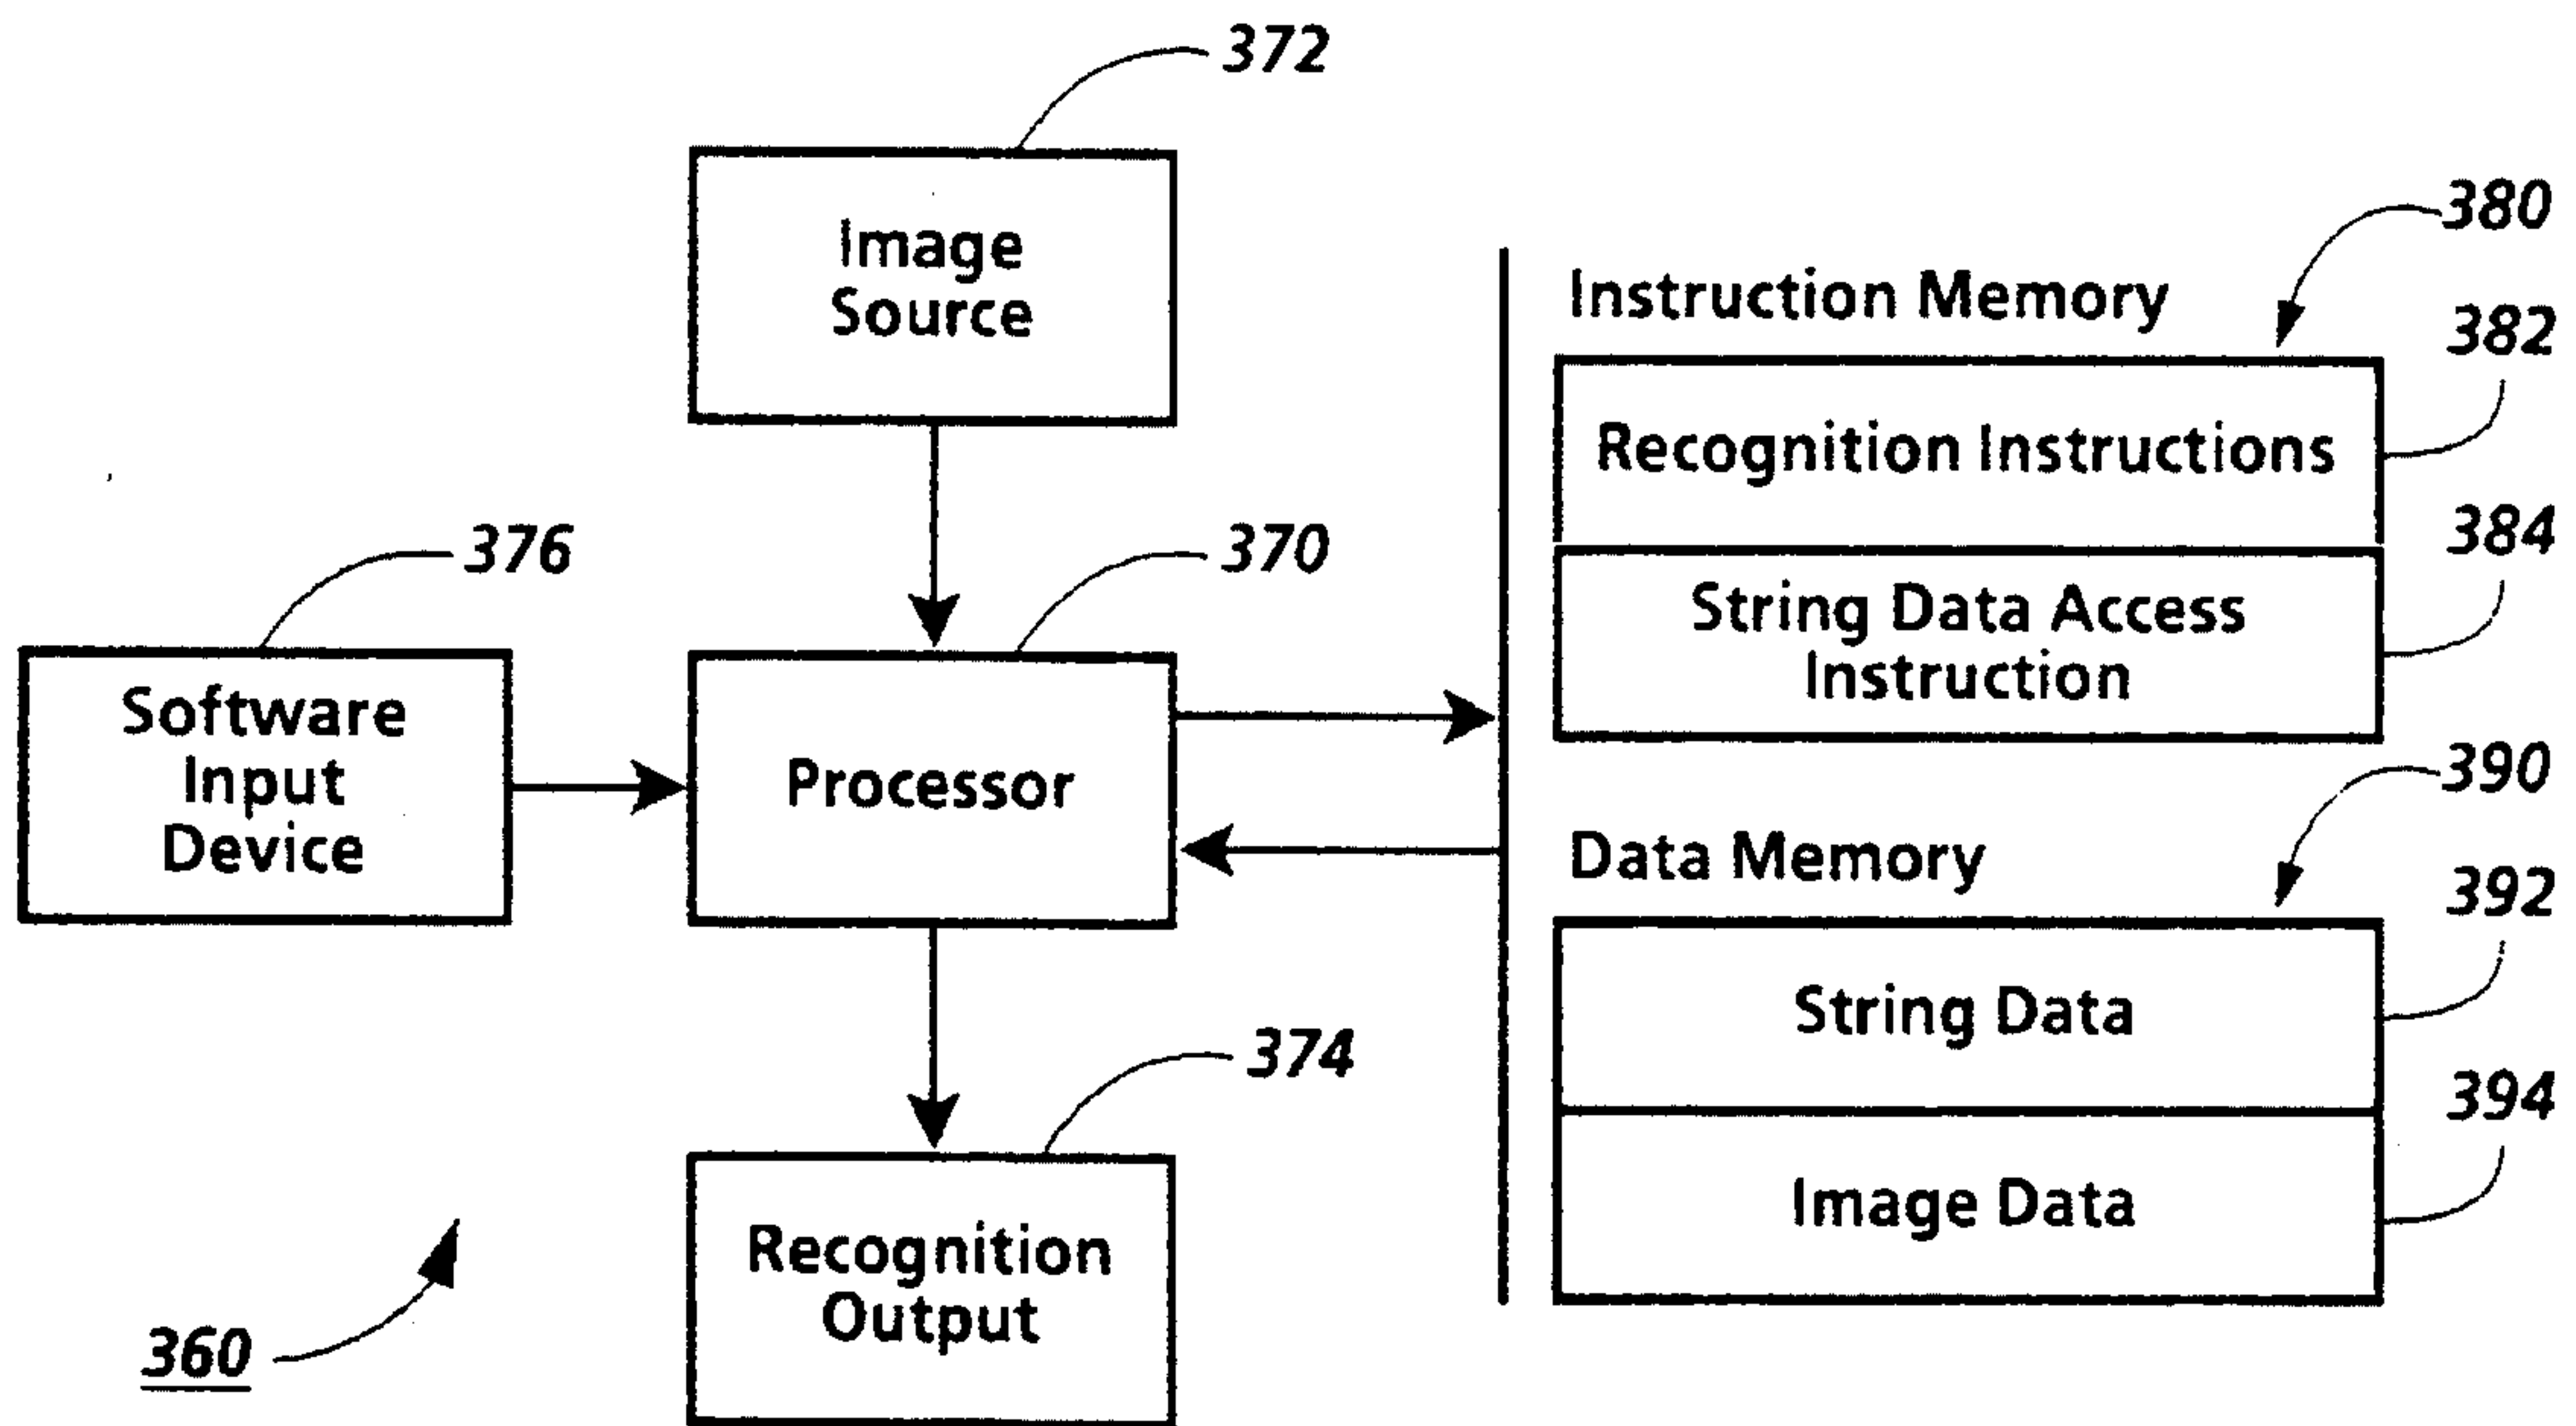 372
Image
Source
380
Instruction Memory
382
Recognition Instructions
384
String Data Access
Instruction
376
370
Software
Input
Device
Processor
390
Data Memory
392
String Data
394
Image Data
374
Recognition
Output
360